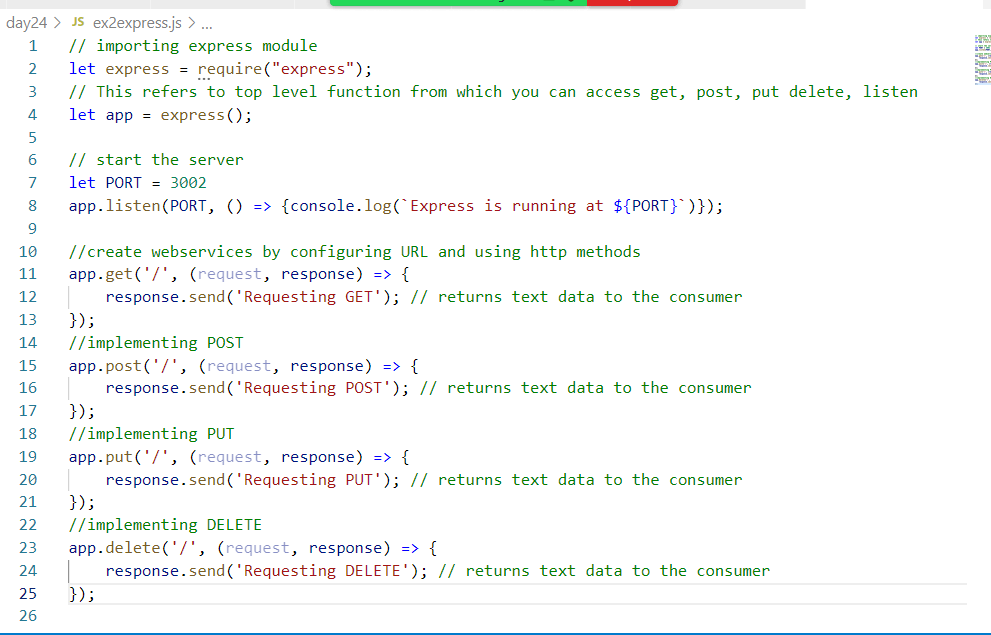 day24 > JS ex2express.js > ...
1 // importing express module
2 let express = require("express");
3 // This refers to top level function from which you can access get, post, put delete, listen
4 let app = express();
5
6 // start the server
7 let PORT = 3002
8 app.listen(PORT, () => {console.log(`Express is running at ${PORT}`)});
9
10 //create webservices by configuring URL and using http methods
11 app.get('/', (request, response) => {
12     response.send('Requesting GET'); // returns text data to the consumer
13 });
14 //implementing POST
15 app.post('/', (request, response) => {
16     response.send('Requesting POST'); // returns text data to the consumer
17 });
18 //implementing PUT
19 app.put('/', (request, response) => {
20     response.send('Requesting PUT'); // returns text data to the consumer
21 });
22 //implementing DELETE
23 app.delete('/', (request, response) => {
24     response.send('Requesting DELETE'); // returns text data to the consumer
25 });
26